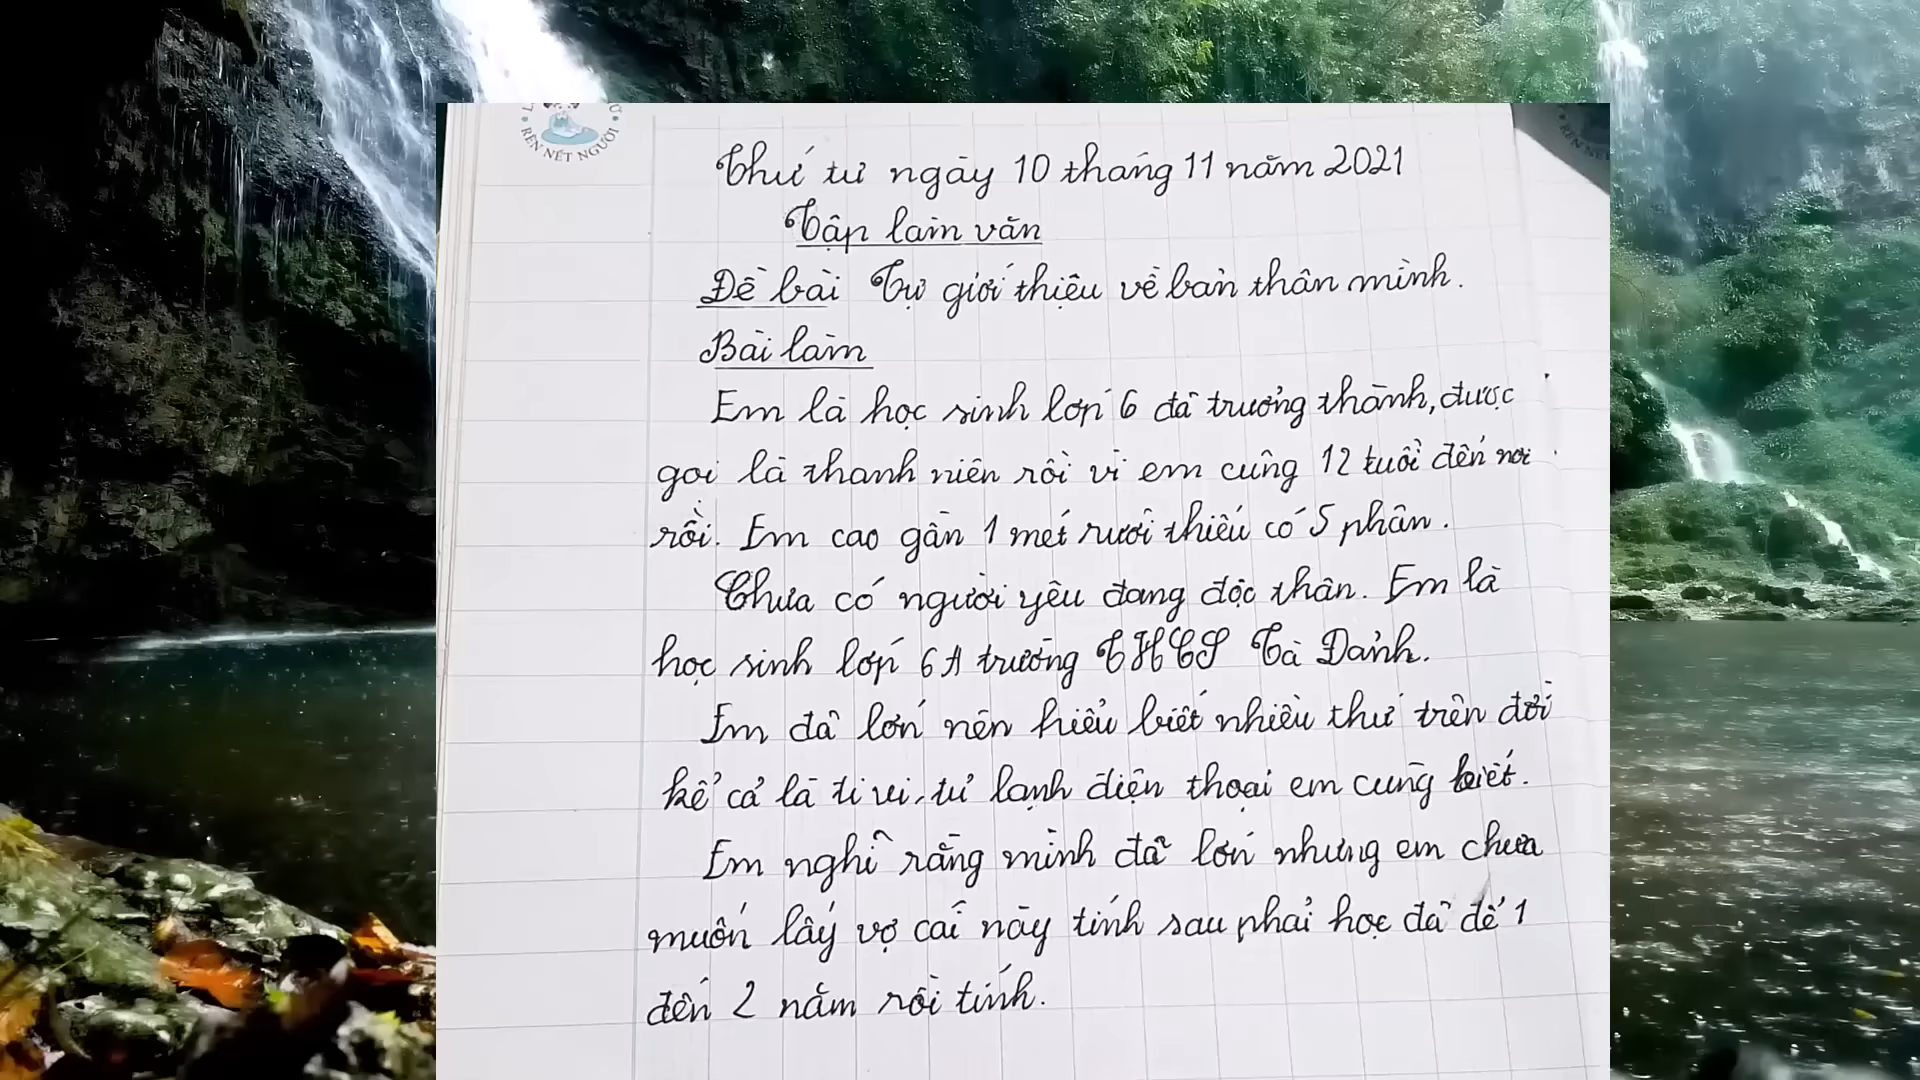 RÈN NẾT NGƯỜI
Thứ tư ngày 10 tháng 11 năm 2021
Tập làm văn
Đề bài Tự giới thiệu về bản thân mình.
Bài làm
Em là học sinh lớp 6 đã trưởng thành, được
gọi là thanh niên rồi vì em cũng 12 tuổi đến nơi
rồi. Em cao gần 1 mét rưỡi thiếu có 5 phân.
Chưa có người yêu đang độc thân. Em là
học sinh lớp 6A trường THCS Tà Đảnh.
Em đã lớn nên hiểu biết nhiều thứ trên đời
kể cả là ti vi, tủ lạnh điện thoại em cũng biết.
Em nghĩ rằng mình đã lớn nhưng em chưa
muốn lấy vợ cái này tính sau phải học đã để 1
đến 2 năm rồi tính.